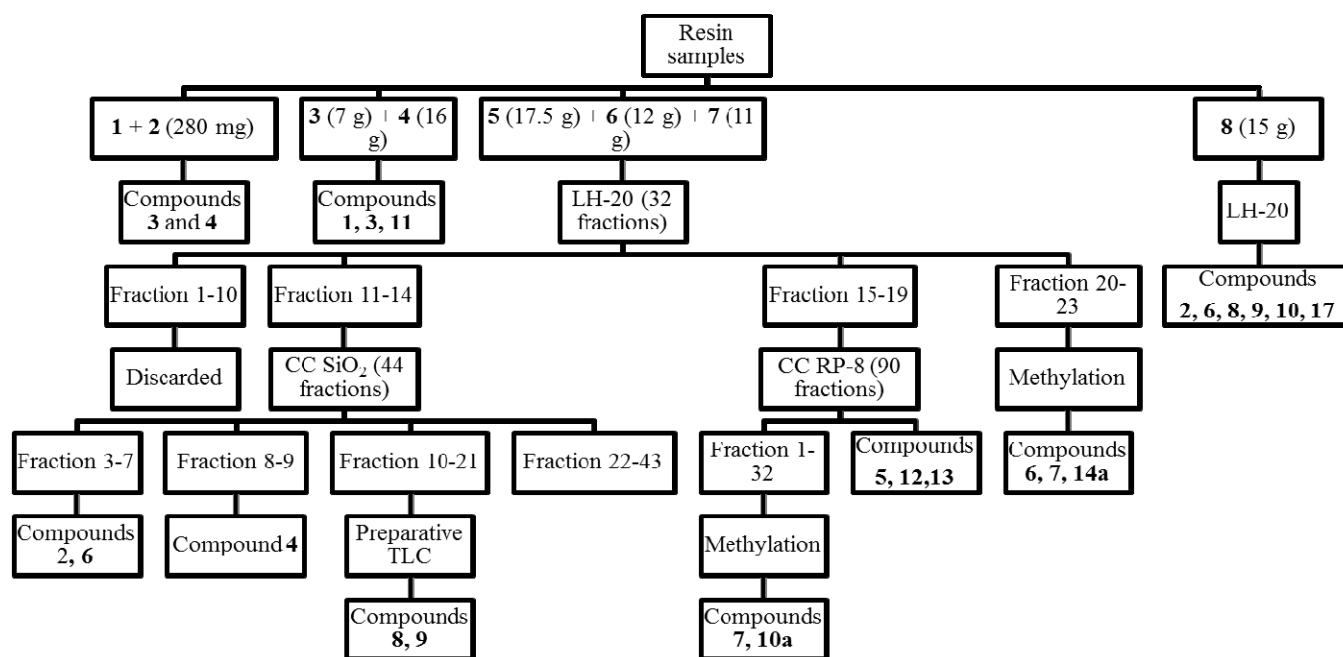 Resin
samples
1 + 2 (280 mg)
3 (7 g) + 4 (16
g)
5 (17.5 g) + 6 (12 g) + 7 (11
g)
8 (15 g)
Compounds
3 and 4
Compounds
1, 3, 11
LH-20 (32
fractions)
LH-20
Compounds
2, 6, 8, 9, 10, 17
Fraction 1-10
Fraction 11-14
Fraction 15-19
Fraction 20-
23
Discarded
CC SiO₂ (44
fractions)
CC RP-8 (90
fractions)
Methylation
Fraction 3-7
Fraction 8-9
Fraction 10-21
Fraction 22-43
Fraction 1-
32
Compounds
5, 12,13
Compounds
6, 7, 14a
Compounds
2, 6
Compound 4
Preparative
TLC
Methylation
Compounds
8, 9
Compounds
7, 10a